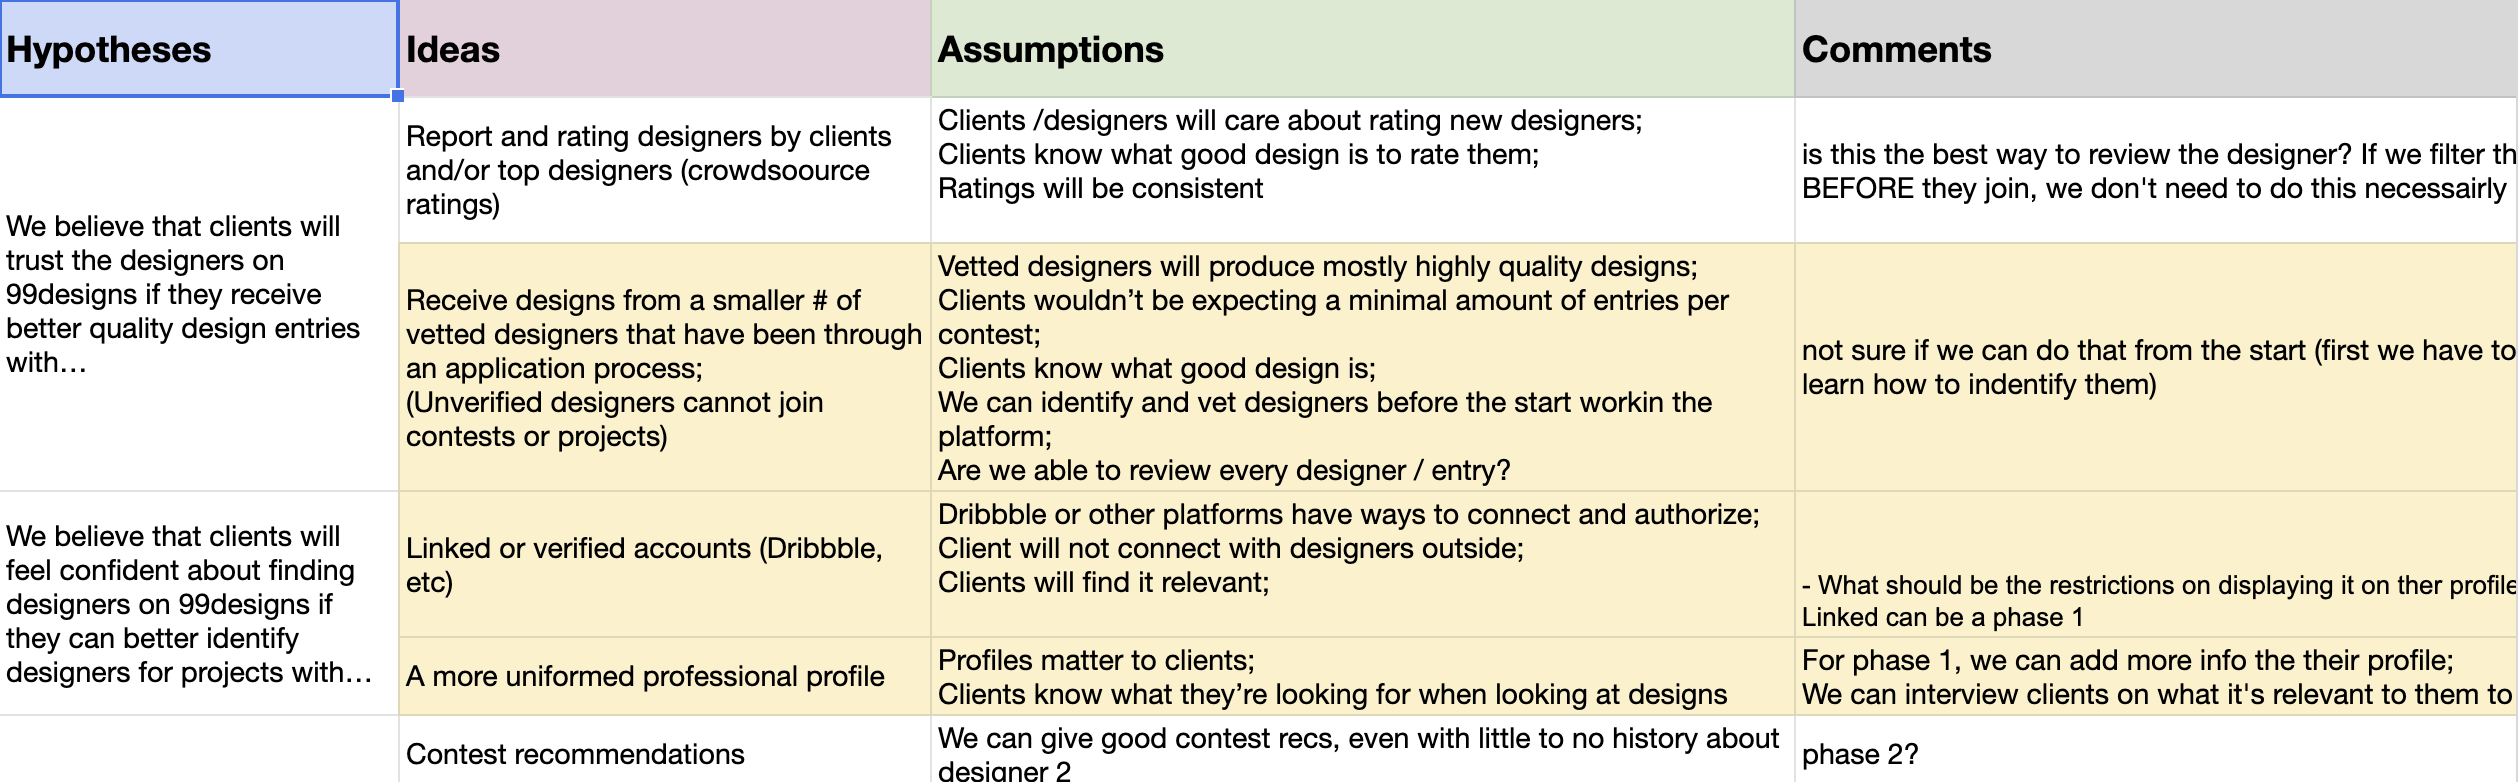 Hypotheses
Ideas
Assumptions
Comments
We believe that clients will
trust the designers on
99designs if they receive
better quality design entries
with…
Report and rating designers by clients
and/or top designers (crowdsoource
ratings)
Clients /designers will care about rating new designers;
Clients know what good design is to rate them;
Ratings will be consistent
is this the best way to review the designer? If we filter
BEFORE they join, we don't need to do this necessairly
Receive designs from a smaller # of
vetted designers that have been through
an application process;
(Unverified designers cannot join
contests or projects)
Vetted designers will produce mostly highly quality designs;
Clients wouldn’t be expecting a minimal amount of entries per
contest;
Clients know what good design is;
We can identify and vet designers before the start workin the
platform;
Are we able to review every designer / entry?
not sure if we can do that from the start (first we have to
learn how to indentify them)
We believe that clients will
feel confident about finding
designers on 99designs if
they can better identify
designers for projects with…
Linked or verified accounts (Dribbble,
etc)
Dribbble or other platforms have ways to connect and authorize;
Client will not connect with designers outside;
Clients will find it relevant;
- What should be the restrictions on displaying it on ther profile
Linked can be a phase 1
A more uniformed professional profile
Profiles matter to clients;
Clients know what they’re looking for when looking at designs
For phase 1, we can add more info the their profile;
We can interview clients on what it's relevant to them to
Contest recommendations
We can give good contest recs, even with little to no history about
designer 2
phase 2?